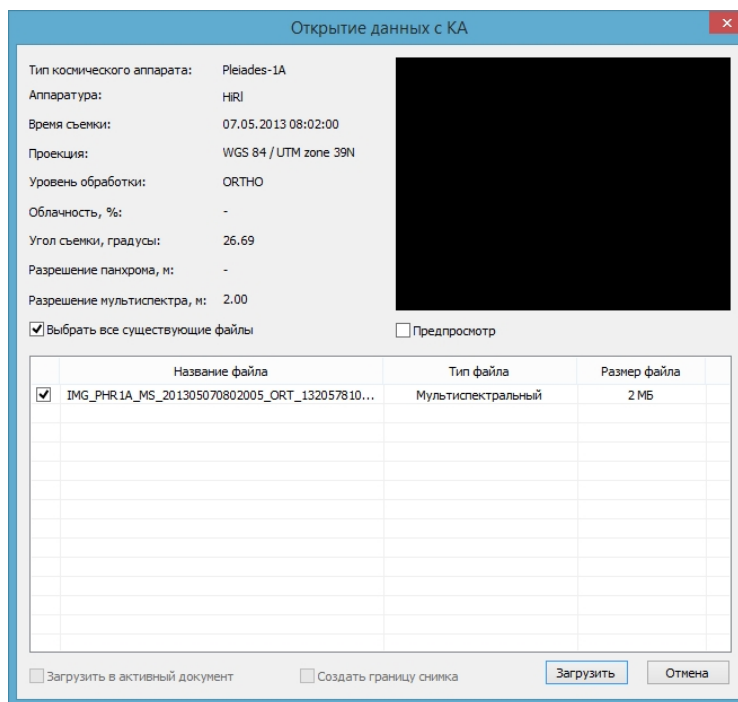 Открытие данных с КА
Тип космического аппарата: Pleiades-1A
Аппаратура: HiRl
Время съемки: 07.05.2013 08:02:00
Проекция: WGS 84 / UTM zone 39N
Уровень обработки: ORTHO
Облачность, %: -
Угол съемки, градусы: 26.69
Разрешение панхрома, м: -
Разрешение мультиспектра, м: 2.00
Выбрать все существующие файлы Предпросмотр
Название файла Тип файла Размер файла
IMG_PHR1A_MS_201305070802005_ORT_132057810... Мультиспектральный 2 МБ
Загрузить в активный документ Создать границу снимка Загрузить Отмена